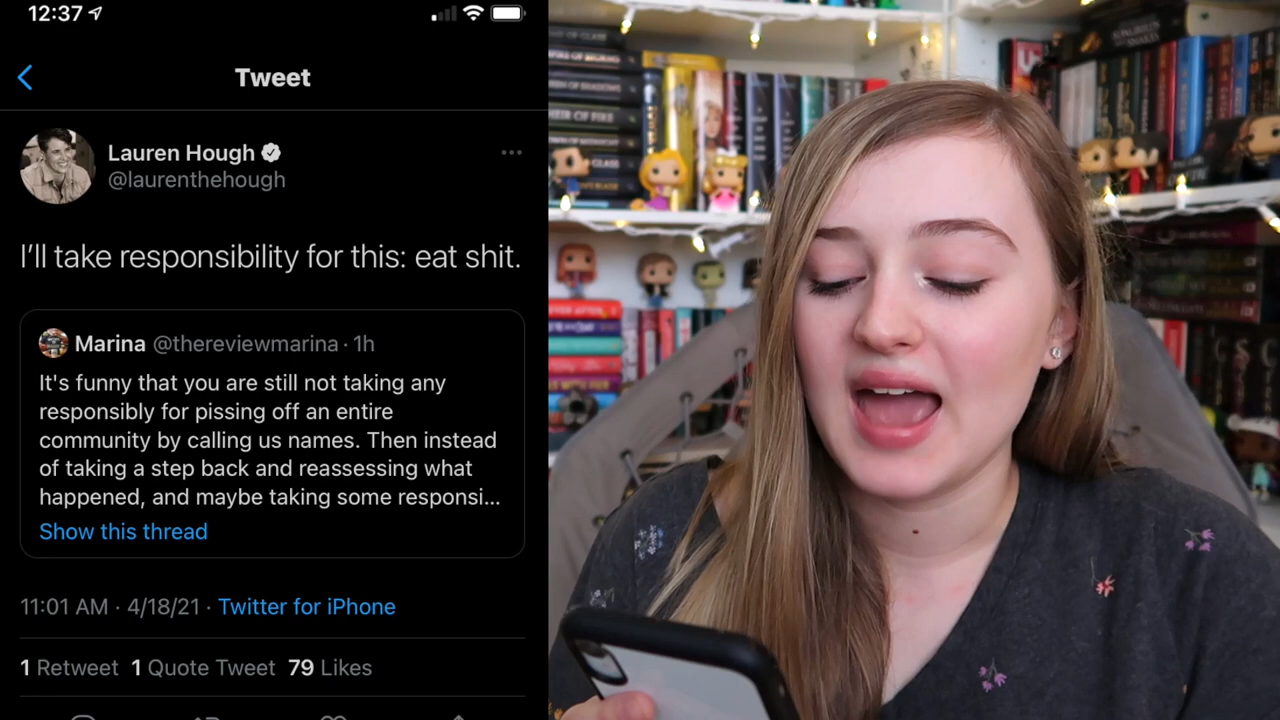 12:37
Tweet
Lauren Hough
@laurenthehough
I'll take responsibility for this: eat shit.
Marina @thereviewmarina · 1h
It's funny that you are still not taking any
responsibly for pissing off an entire
community by calling us names. Then instead
of taking a step back and reassessing what
happened, and maybe taking some responsi...
Show this thread
11:01 AM · 4/18/21 · Twitter for iPhone
1 Retweet 1 Quote Tweet 79 Likes
HEIR OF FIRE